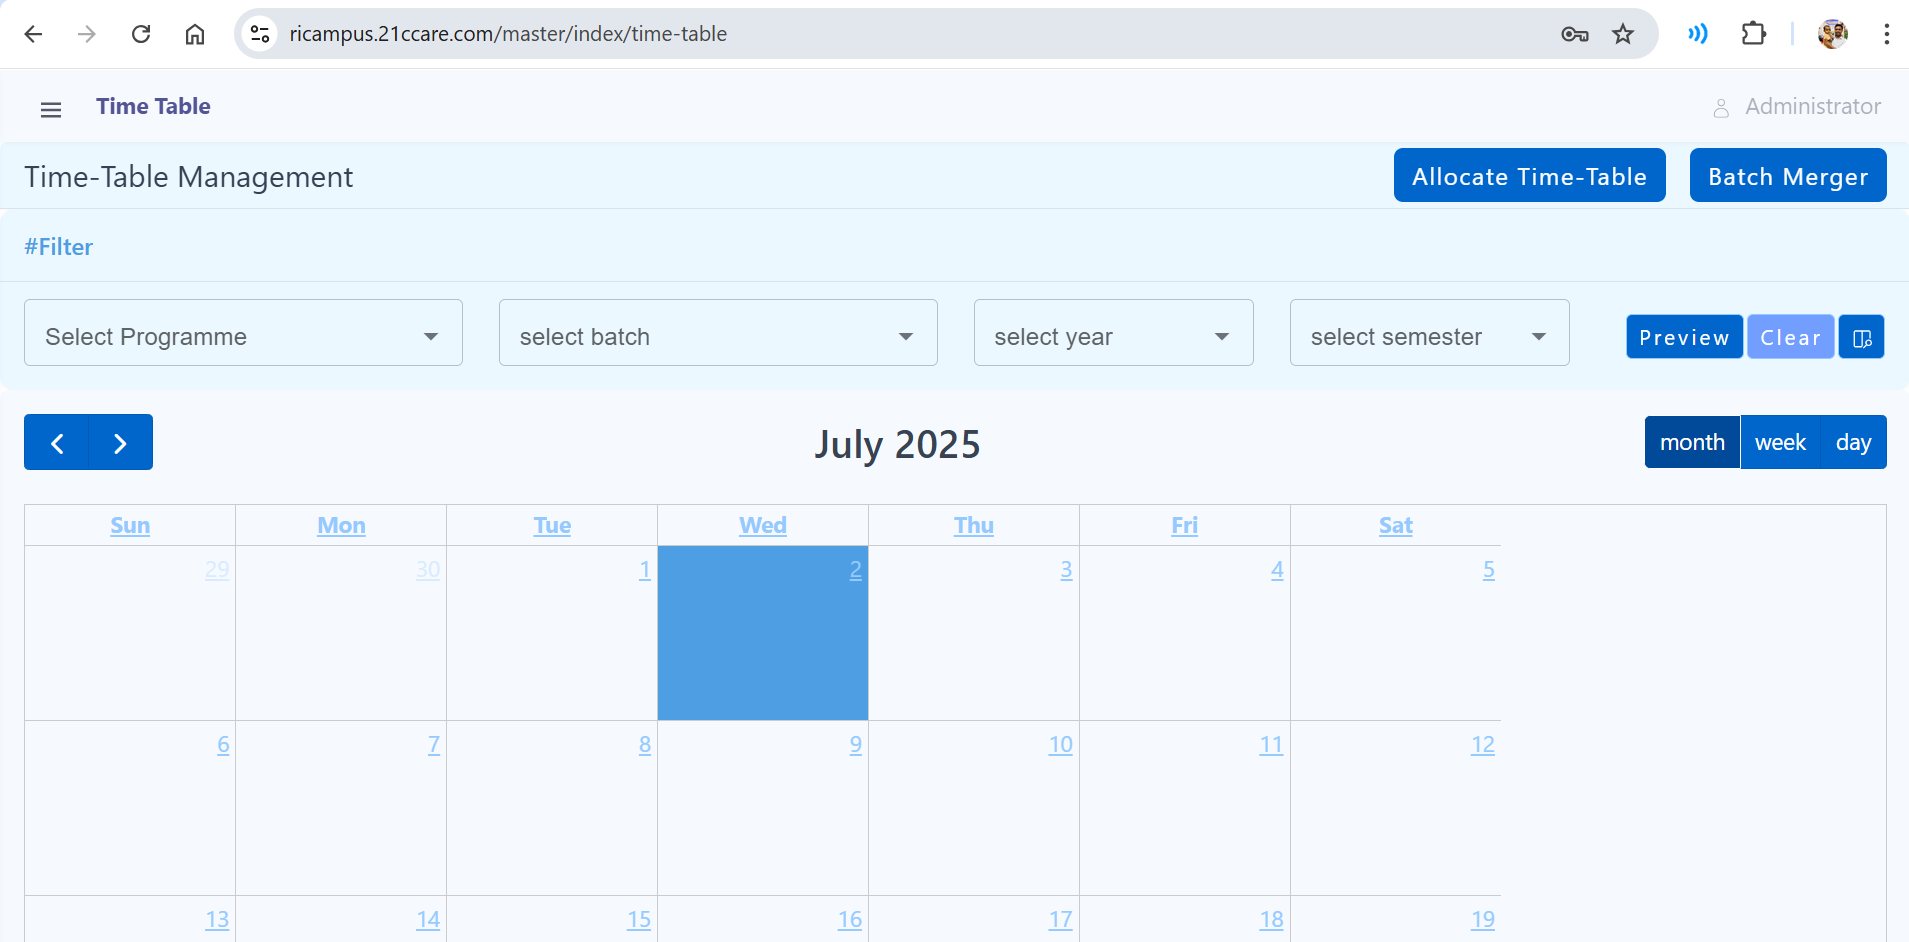 ricampus.21ccare.com/master/index/time-table
Time Table
Administrator
Time-Table Management
Allocate Time-Table
Batch Merger
#Filter
Select Programme
select batch
select year
select semester
Preview
Clear
July 2025
month
week
day
Sun Mon Tue Wed Thu Fri Sat
29 30 1 2 3 4 5
6 7 8 9 10 11 12
13 14 15 16 17 18 19